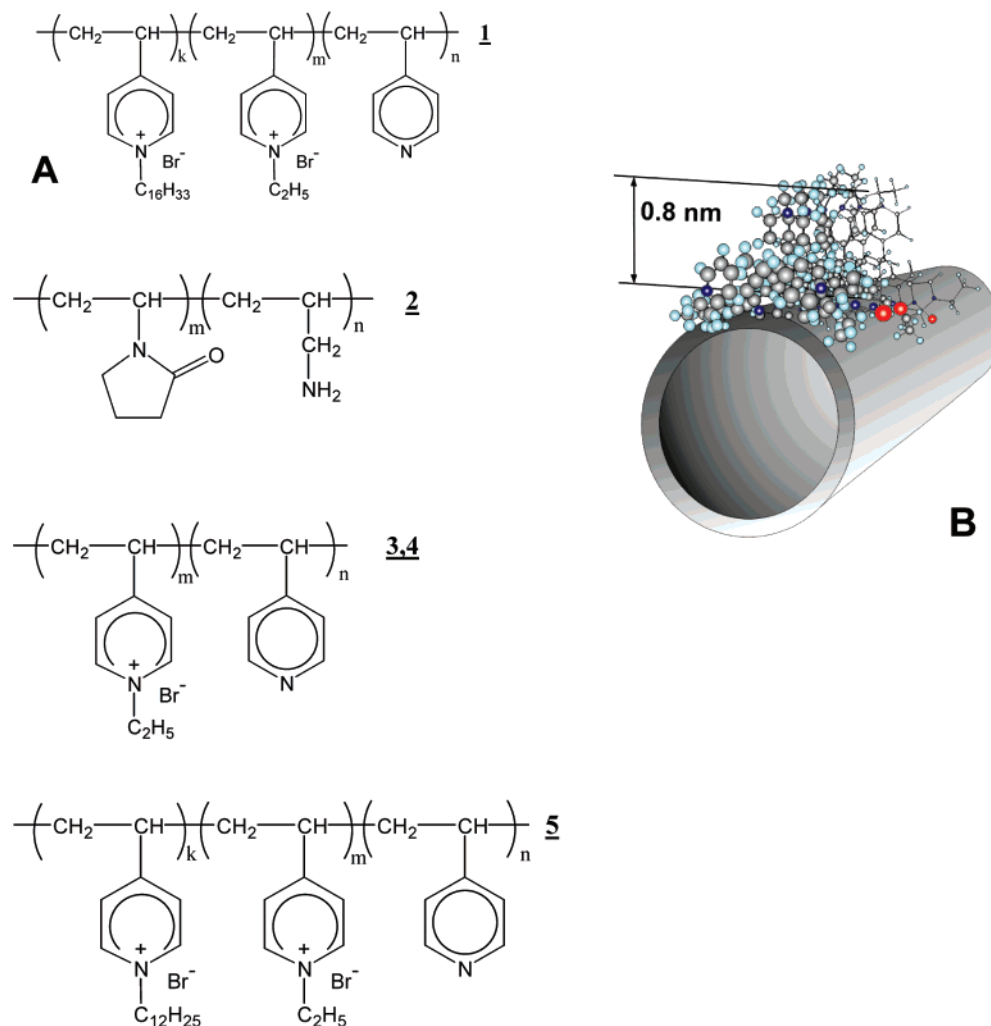 CH₂ CH k CH₂ CH m CH₂ CH n 1
N⁺ Br⁻ N⁺ Br⁻ N
A
C₁₆H₃₃ C₂H₅
0.8 nm
CH₂ CH m CH₂ CH n 2
N O CH₂
NH₂
B
CH₂ CH m CH₂ CH n 3,4
N⁺ Br⁻ N
C₂H₅
CH₂ CH k CH₂ CH m CH₂ CH n 5
N⁺ Br⁻ N⁺ Br⁻ N
C₁₂H₂₅ C₂H₅